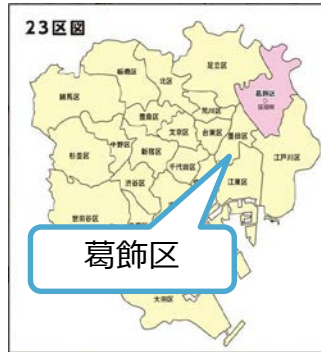 23区図
足立区
板橋区
北区
葛飾区
区役所
練馬区
荒川区
豊島区
文京区
台東区
墨田区
中野区
杉並区
新宿区
江戸川区
千代田区
渋谷区
江東区
世田谷区
葛飾区
大田区